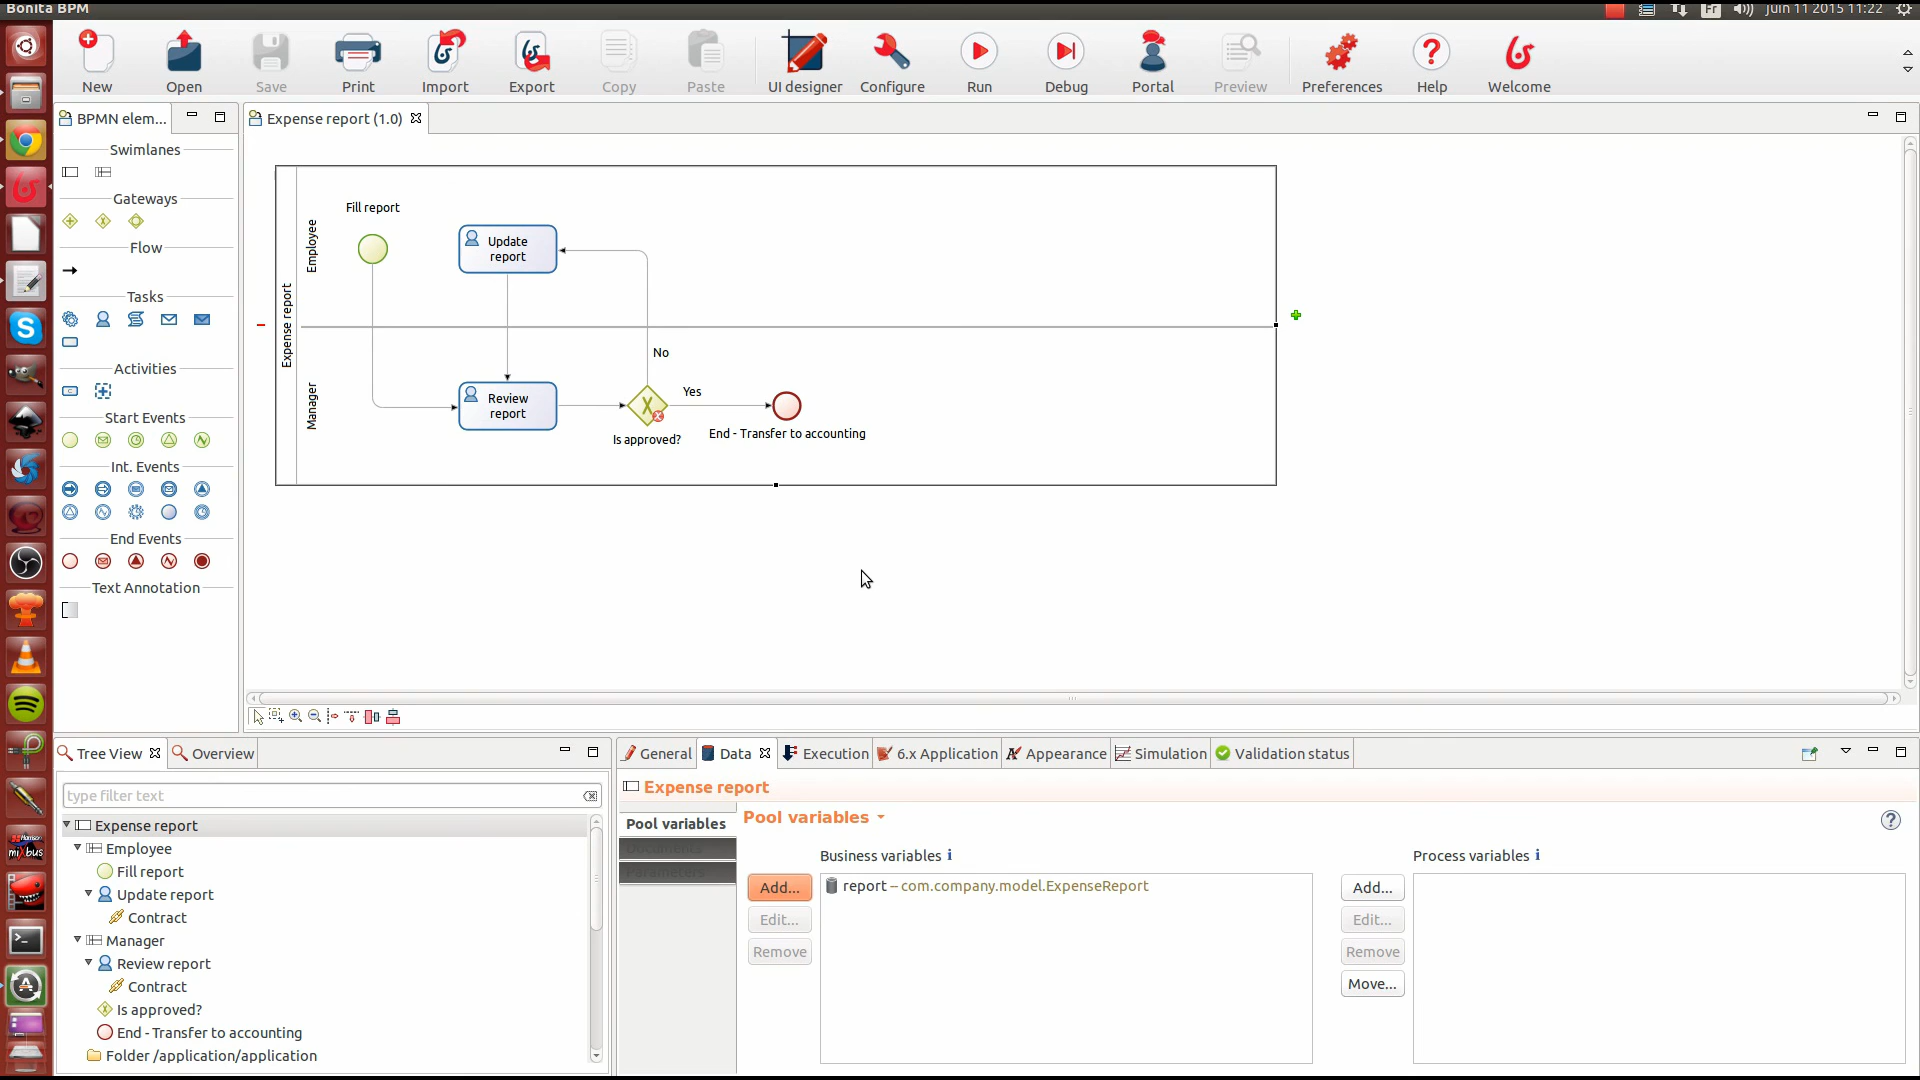 Bonita BPM
Fr
juin 11 2015 11:22
New
Open
Save
Print
Import
Export
Copy
Paste
UI designer
Configure
Run
Debug
Portal
Preview
Preferences
Help
Welcome
BPMN elem...
Expense report (1.0)
Swimlanes
Gateways
Flow
Tasks
Activities
Start Events
Int. Events
End Events
Text Annotation
Expense report
Employee
Manager
Fill report
Update
report
No
Review
report
Yes
Is approved?
End - Transfer to accounting
Tree View
Overview
type filter text
Expense report
Employee
Fill report
Update report
Contract
Manager
Review report
Contract
Is approved?
End - Transfer to accounting
Folder /application/application
General
Data
Execution
6.x Application
Appearance
Simulation
Validation status
Expense report
Pool variables
Documents
Parameters
Pool variables
Business variables
Add...
Edit...
Remove
report – com.company.model.ExpenseReport
Process variables
Add...
Edit...
Remove
Move...